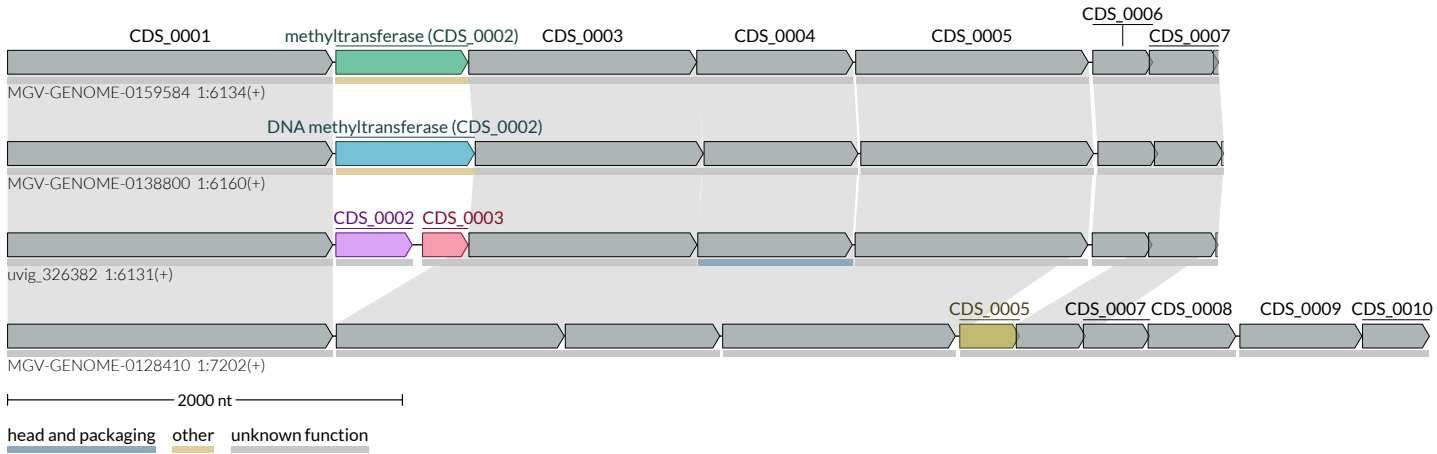 CDS_0006
CDS_0001 methyltransferase (CDS_0002) CDS_0003 CDS_0004 CDS_0005 CDS_0007
MGV-GENOME-0159584 1:6134(+)
DNA methyltransferase (CDS_0002)
MGV-GENOME-0138800 1:6160(+)
CDS_0002 CDS_0003
uvig_326382 1:6131(+)
CDS_0005 CDS_0007 CDS_0008 CDS_0009 CDS_0010
MGV-GENOME-0128410 1:7202(+)
2000 nt
head and packaging other unknown function